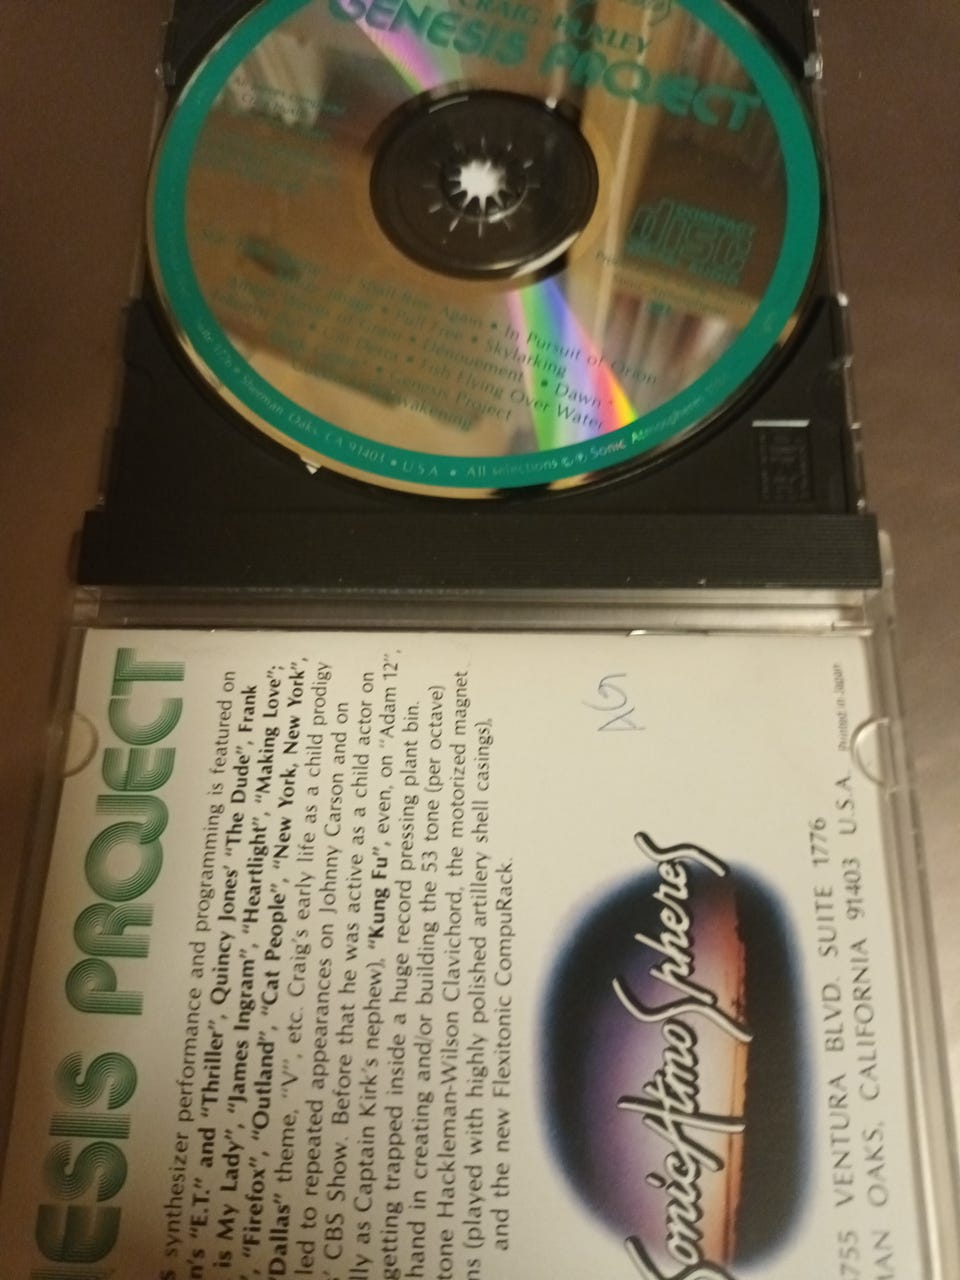 CRAIG HUXLEY
GENESIS PROJECT
COMPACT
disc
DIGITAL AUDIO
Again • In Pursuit of Orion
Pull Tree • Skylarking
Denouement • Dawn •
Fish Flying Over Water
Genesis Project
Sherman Oaks, CA 91403 • USA • All selections © ℗ Sonic Atmospheres
ESIS PROJECT
s synthesizer performance and programming is featured on
n's "E.T." and "Thriller", Quincy Jones' "The Dude", Frank
is My Lady", "James Ingram", "Heartlight", "Making Love";
", "Firefox", "Outland", "Cat People", "New York, New York",
"Dallas" theme, "V", etc. Craig's early life as a child prodigy
led to repeated appearances on Johnny Carson and on
' CBS Show. Before that he was active as a child actor on
lly as Captain Kirk's nephew), "Kung Fu", even, on "Adam 12",
getting trapped inside a huge record pressing plant bin.
hand in creating and/or building the 53 tone (per octave)
tone Hackleman-Wilson Clavichord, the motorized magnet
ns (played with highly polished artillery shell casings),
and the new Flexitonic CompuRack.
Sonic AtmoSphereS
755 VENTURA BLVD. SUITE 1776
AN OAKS, CALIFORNIA 91403 U.S.A.
Printed in Japan